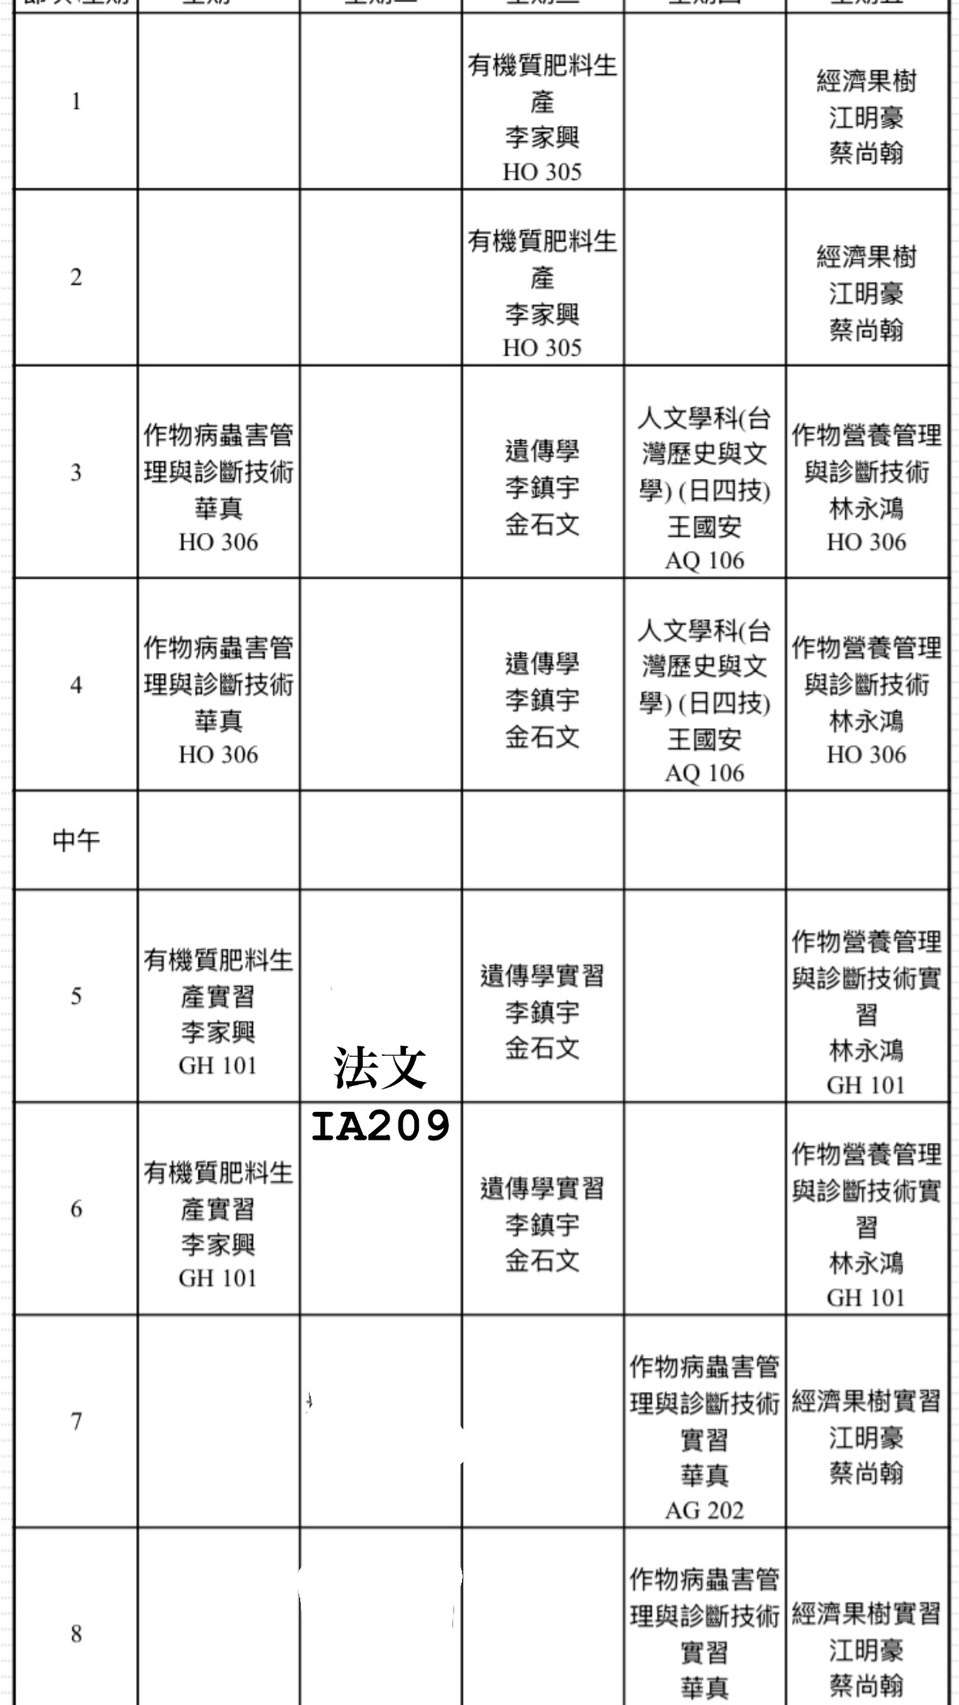 1
有機質肥料生
產
李家興
HO 305
經濟果樹
江明豪
蔡尚翰
2
有機質肥料生
產
李家興
HO 305
經濟果樹
江明豪
蔡尚翰
3
作物病蟲害管
理與診斷技術
華真
HO 306
遺傳學
李鎮宇
金石文
人文學科(台
灣歷史與文
學) (日四技)
王國安
AQ 106
作物營養管理
與診斷技術
林永鴻
HO 306
4
作物病蟲害管
理與診斷技術
華真
HO 306
遺傳學
李鎮宇
金石文
人文學科(台
灣歷史與文
學) (日四技)
王國安
AQ 106
作物營養管理
與診斷技術
林永鴻
HO 306
中午
5
有機質肥料生
產實習
李家興
GH 101
法文
IA209
遺傳學實習
李鎮宇
金石文
作物營養管理
與診斷技術實
習
林永鴻
GH 101
6
有機質肥料生
產實習
李家興
GH 101
遺傳學實習
李鎮宇
金石文
作物營養管理
與診斷技術實
習
林永鴻
GH 101
7
作物病蟲害管
理與診斷技術
實習
華真
AG 202
經濟果樹實習
江明豪
蔡尚翰
8
作物病蟲害管
理與診斷技術
實習
華真
經濟果樹實習
江明豪
蔡尚翰